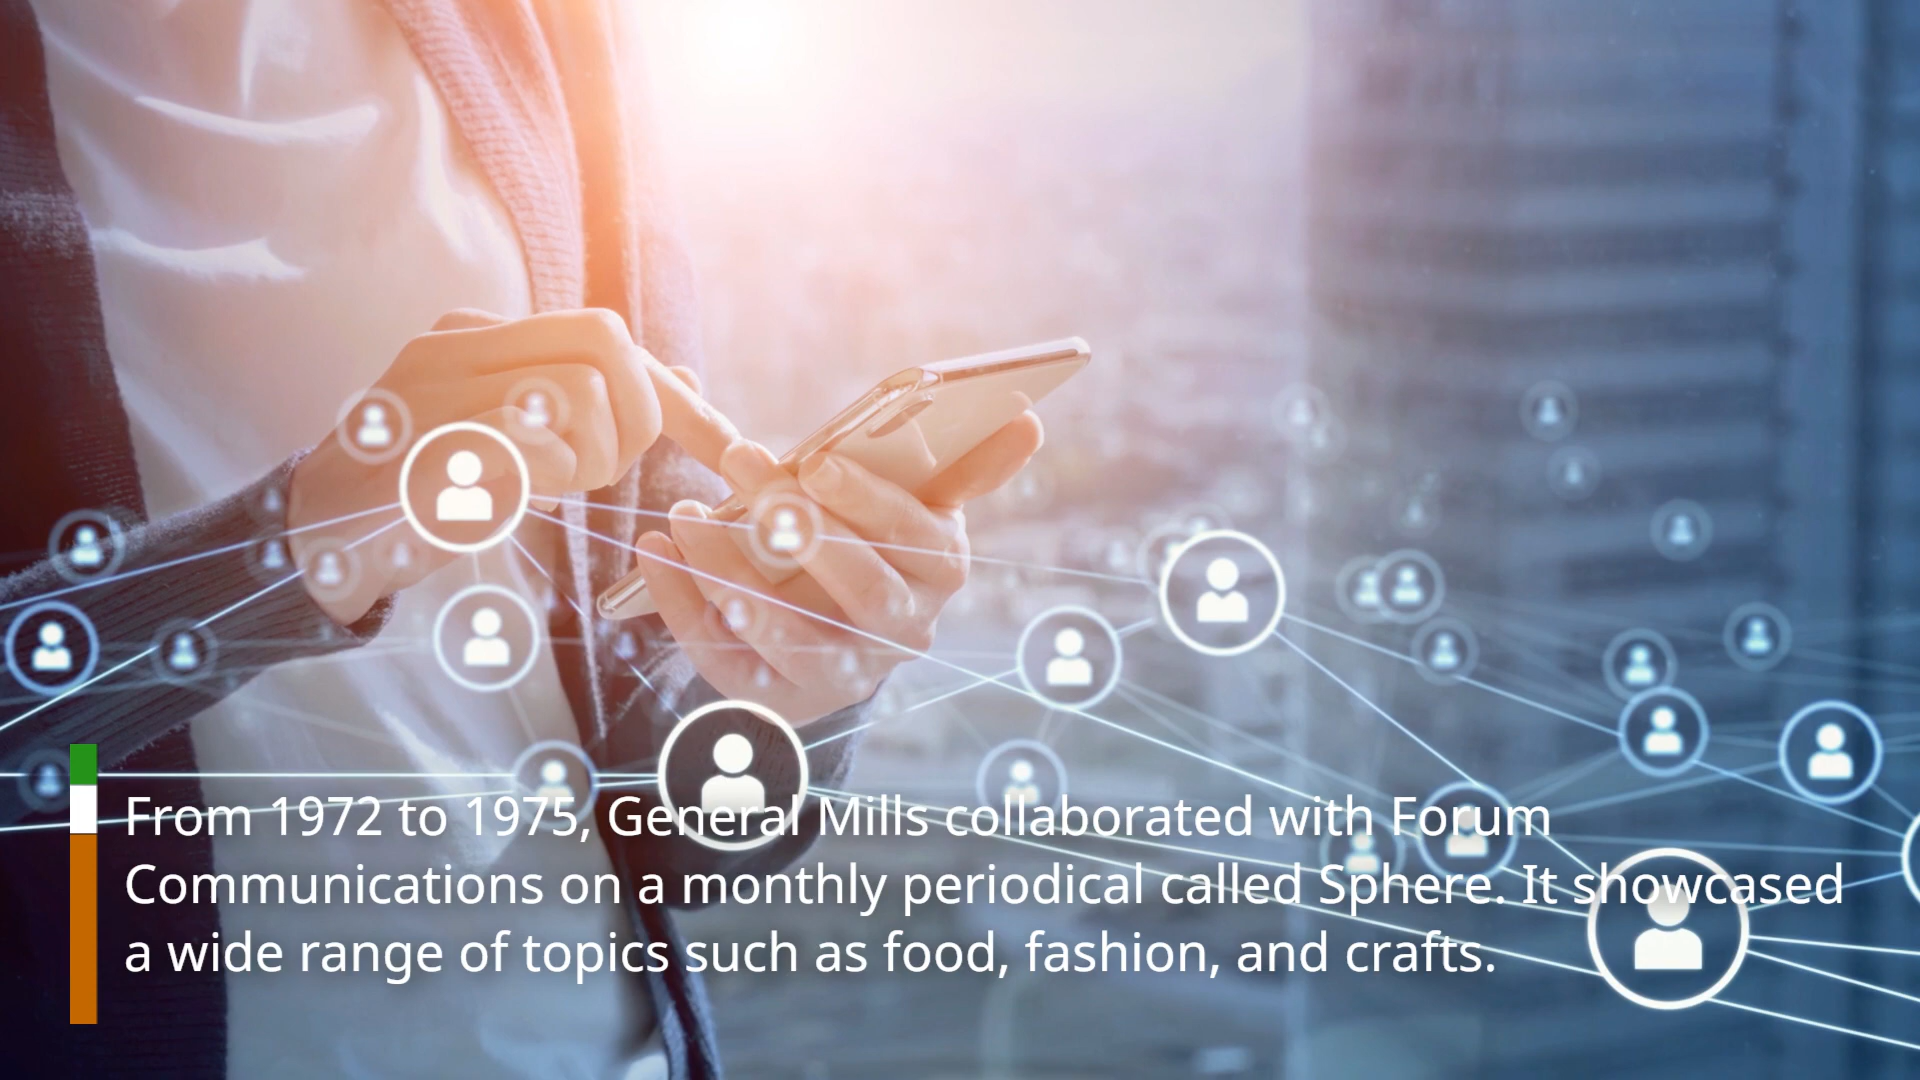 From 1972 to 1975, General Mills collaborated with Forum
Communications on a monthly periodical called Sphere. It showcased
a wide range of topics such as food, fashion, and crafts.